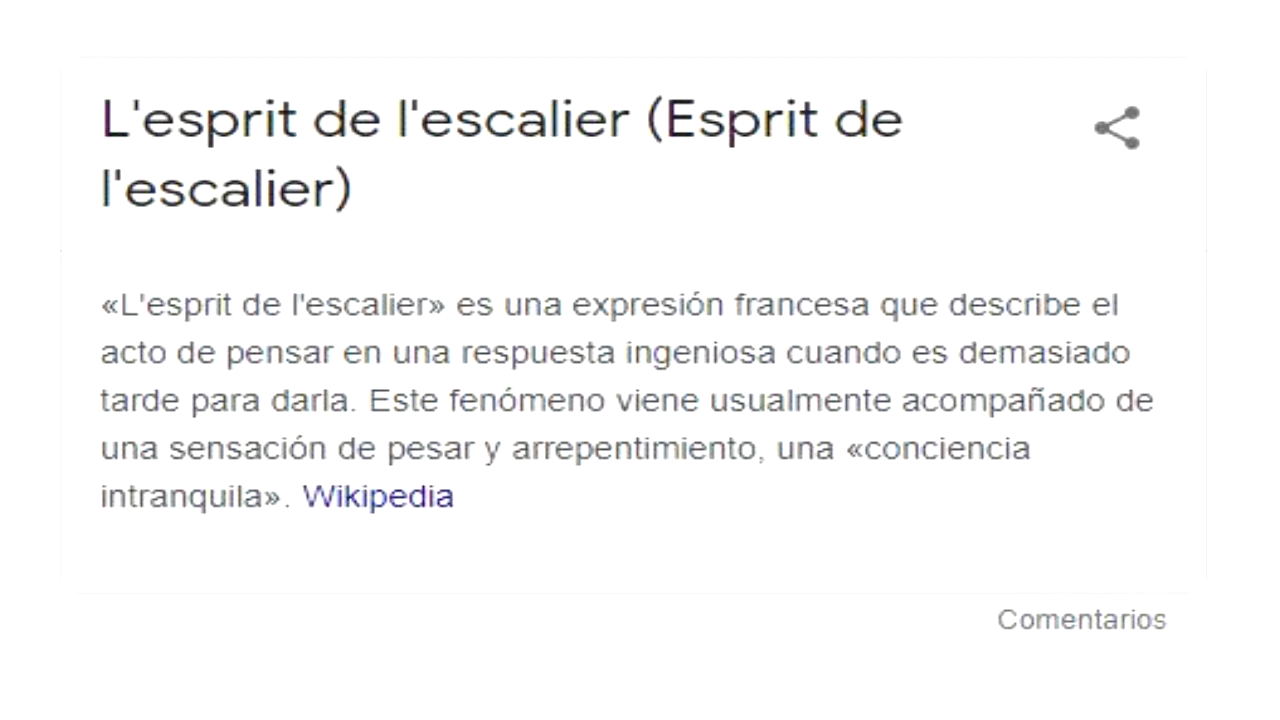 L'esprit de l'escalier (Esprit de
l'escalier)
«L'esprit de l'escalier» es una expresión francesa que describe el
acto de pensar en una respuesta ingeniosa cuando es demasiado
tarde para darla. Este fenómeno viene usualmente acompañado de
una sensación de pesar y arrepentimiento, una «conciencia
intranquila». Wikipedia
Comentarios